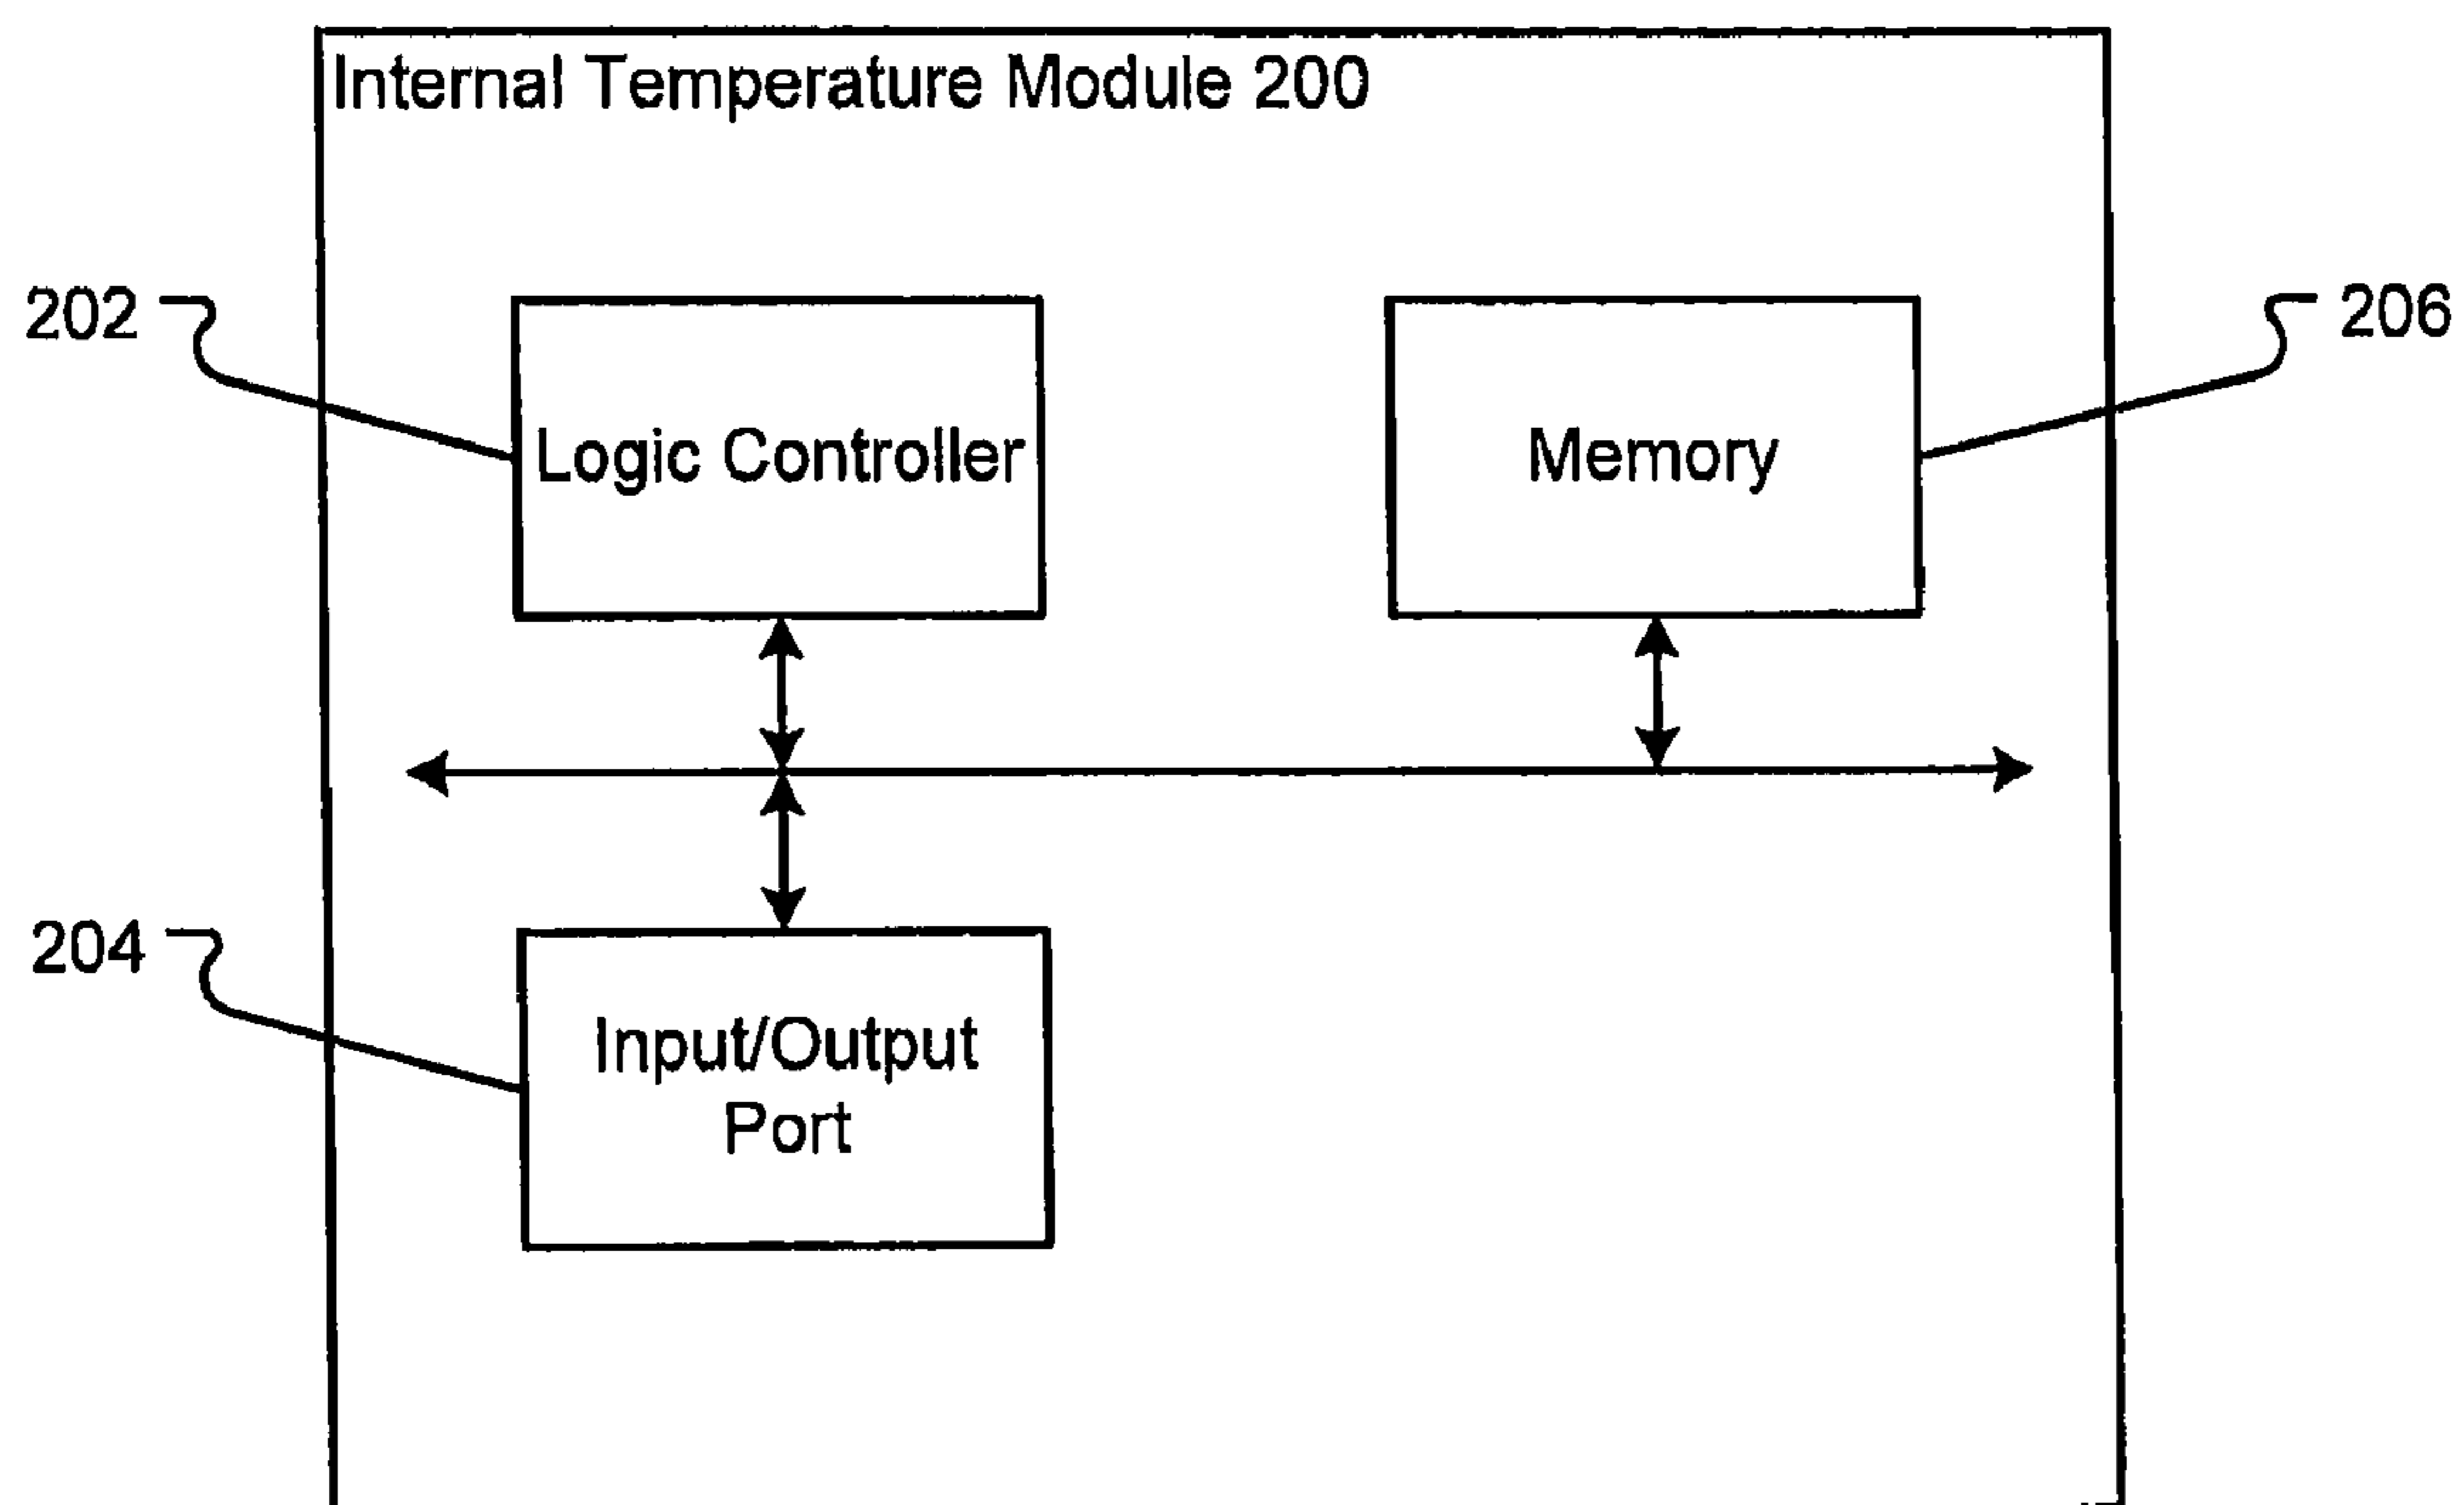 Internal Temperature Module 200
202
206
Logic Controller
Memory
204
Input/Output
Port